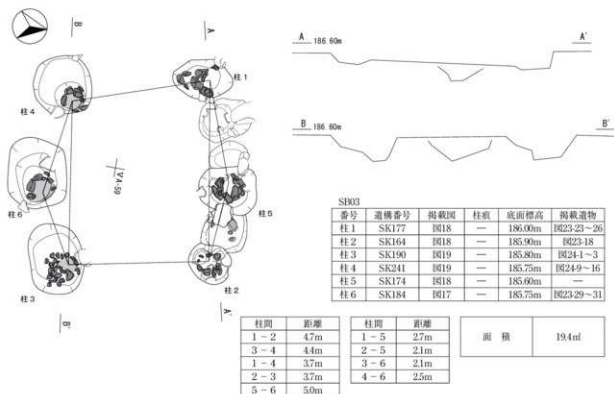 B
A
A
186.60m
A'
柱1
柱4
B
186.60m
B'
VA-59
柱6
柱5
柱3
柱2
B'
A'
SB03
番号 遺構番号 掲載図 柱痕 底面標高 掲載遺物
柱1 SK177 図18 — 186.00m 図23-23~26
柱2 SK164 図18 — 185.90m 図23-18
柱3 SK190 図19 — 185.80m 図24-1~3
柱4 SK241 図19 — 185.75m 図24-9~16
柱5 SK174 図18 — 185.60m —
柱6 SK184 図17 — 185.75m 図23-29~31
柱間 距離
1-2 4.7m
3-4 4.4m
1-4 3.7m
2-3 3.7m
5-6 5.0m
柱間 距離
1-5 2.7m
2-5 2.1m
3-6 2.1m
4-6 2.5m
面積 19.4㎡